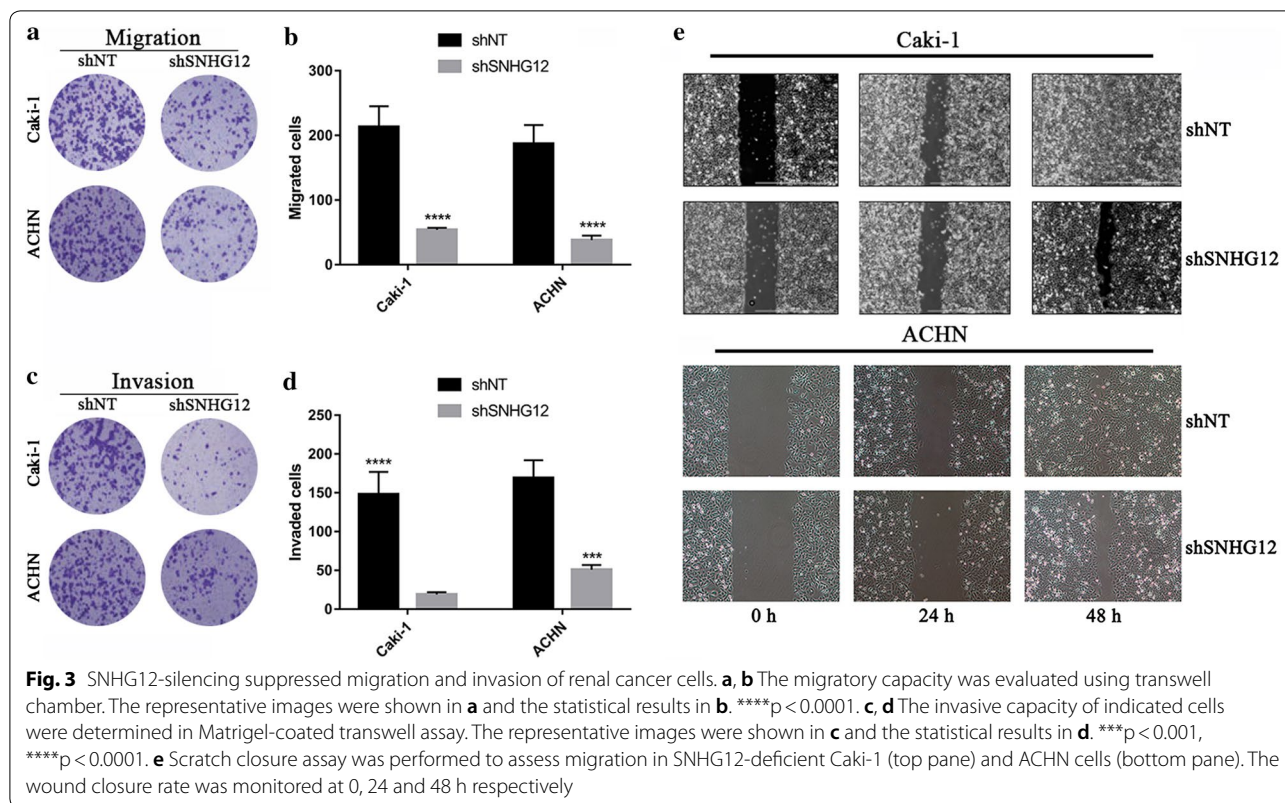 a
Migration
shNT shSNHG12
Caki-1
ACHN
b
shNT
shSNHG12
Migrated cells
300
200
100
0
****
****
Caki-1
ACHN
c
Invasion
shNT shSNHG12
Caki-1
ACHN
d
shNT
shSNHG12
Invaded cells
250
200
150
100
50
0
****
***
Caki-1
ACHN
e
Caki-1
shNT
shSNHG12
ACHN
shNT
shSNHG12
0 h 24 h 48 h
Fig. 3 SNHG12-silencing suppressed migration and invasion of renal cancer cells. a, b The migratory capacity was evaluated using transwell
chamber. The representative images were shown in a and the statistical results in b. ****p < 0.0001. c, d The invasive capacity of indicated cells
were determined in Matrigel-coated transwell assay. The representative images were shown in c and the statistical results in d. ***p < 0.001,
****p < 0.0001. e Scratch closure assay was performed to assess migration in SNHG12-deficient Caki-1 (top pane) and ACHN cells (bottom pane). The
wound closure rate was monitored at 0, 24 and 48 h respectively